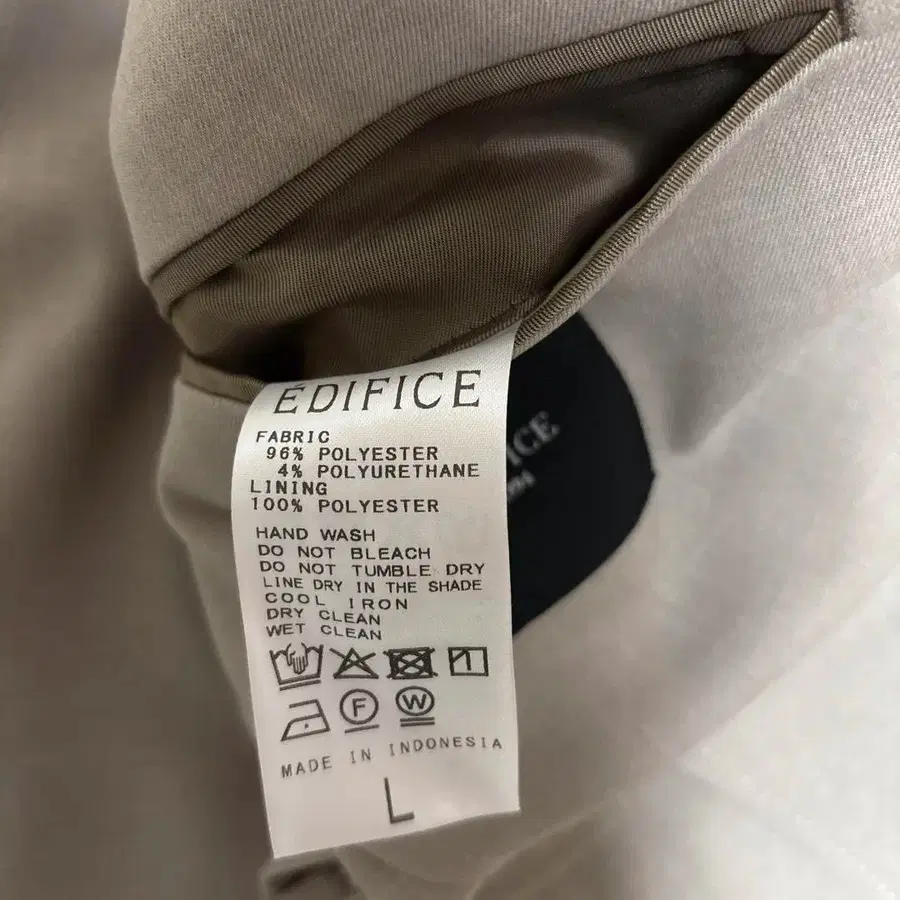 ÉDIFICE
FABRIC
96% POLYESTER
4% POLYURETHANE
LINING
100% POLYESTER
HAND WASH
DO NOT BLEACH
DO NOT TUMBLE DRY
LINE DRY IN THE SHADE
COOL IRON
DRY CLEAN
WET CLEAN
F
W
MADE IN INDONESIA
L